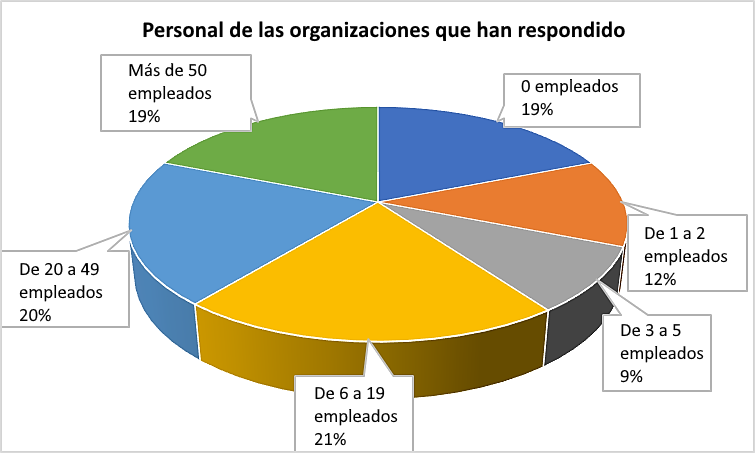 Personal de las organizaciones que han respondido
Más de 50
empleados
19%
0 empleados
19%
De 1 a 2
empleados
12%
De 3 a 5
empleados
9%
De 6 a 19
empleados
21%
De 20 a 49
empleados
20%